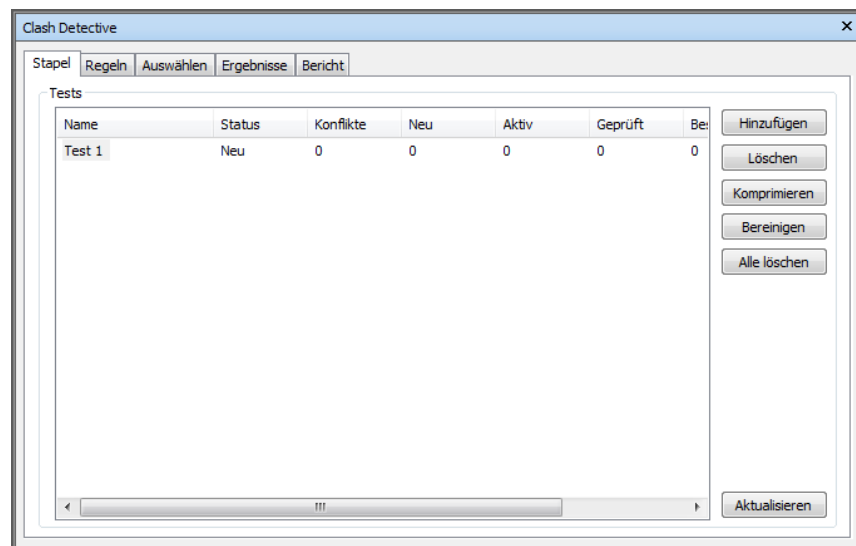 Clash Detective
Stapel Regeln Auswählen Ergebnisse Bericht
Tests
Name Status Konflikte Neu Aktiv Geprüft Be
Test 1 Neu 0 0 0 0 0
Hinzufügen
Löschen
Komprimieren
Bereinigen
Alle löschen
Aktualisieren